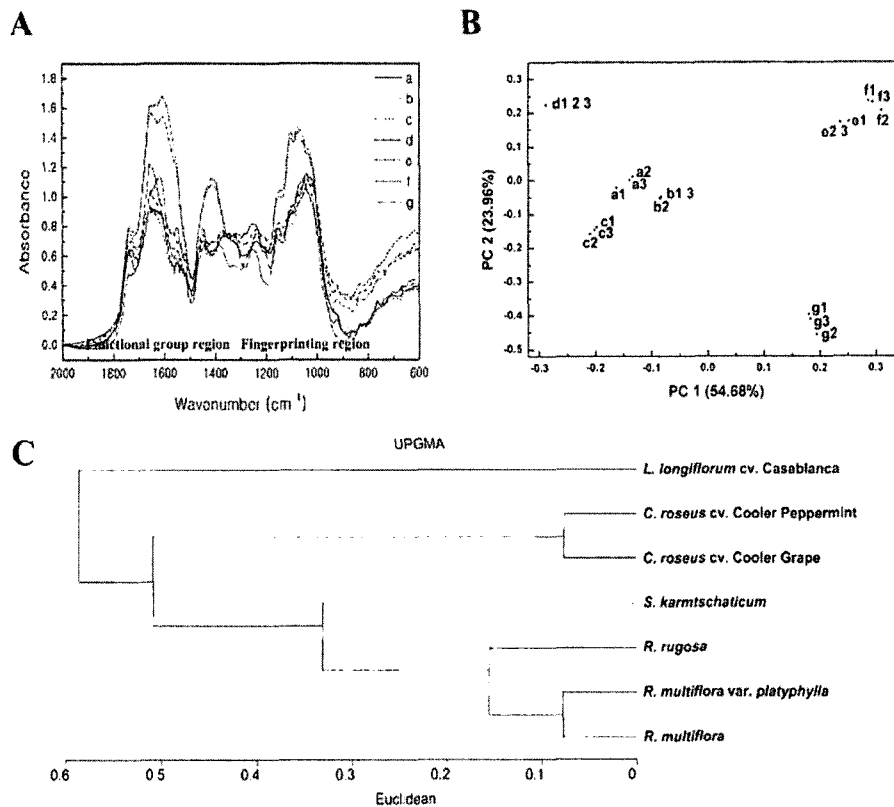 A
1.8
1.6
1.4
1.2
1.0
0.8
0.6
0.4
0.2
0.0
Absorbance
a
b
c
d
e
f
g
Functional group region Fingerprinting region
2000 1800 1600 1400 1200 1000 800 600
Wavenumber (cm-1)
B
0.3
0.2
0.1
0.0
-0.1
-0.2
-0.3
-0.4
-0.5
PC 2 (23.96%)
d1 2 3
f1
f3
f2
e1
e2 3
a2
a3
a1
b1 3
b2
c1
c3
c2
g1
g3
g2
-0.3 -0.2 -0.1 0.0 0.1 0.2 0.3
PC 1 (54.68%)
C
UPGMA
L. longiflorum cv. Casablanca
C. roseus cv. Cooler Peppermint
C. roseus cv. Cooler Grape
S. karmtschaticum
R. rugosa
R. multiflora var. platyphylla
R. multiflora
0.6 0.5 0.4 0.3 0.2 0.1 0
Euclidean